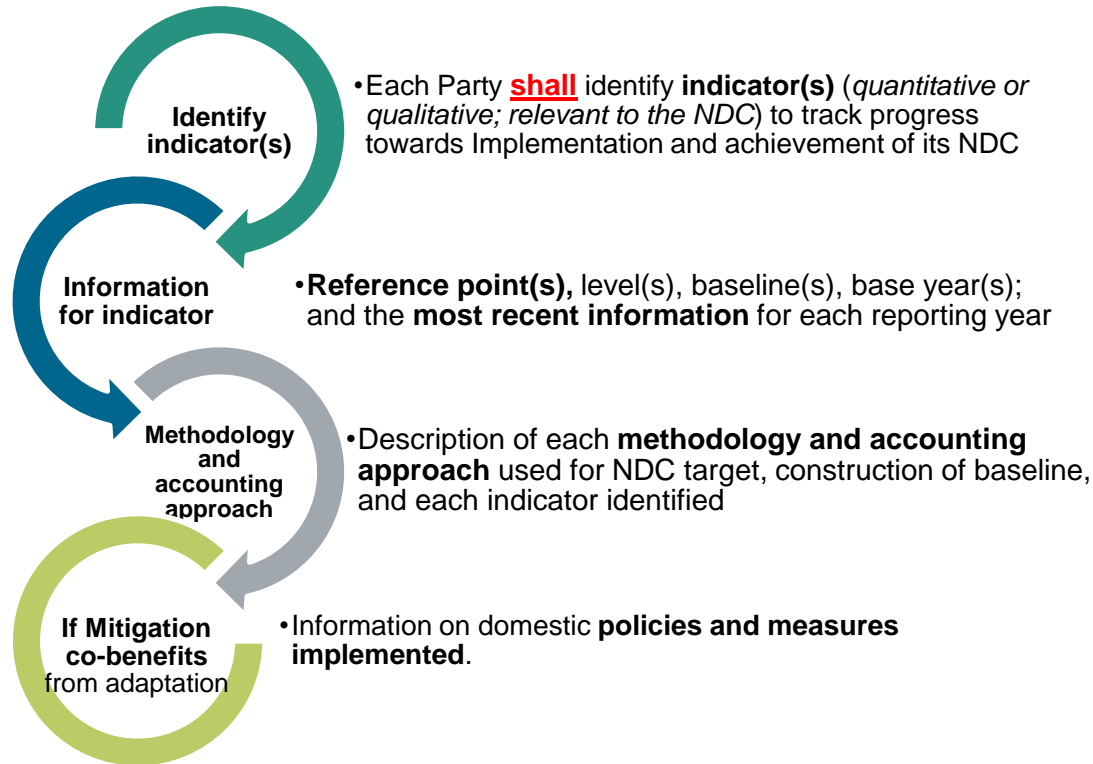 Identify
indicator(s)
•Each Party shall identify indicator(s) (quantitative or
qualitative; relevant to the NDC) to track progress
towards Implementation and achievement of its NDC
Information
for indicator
•Reference point(s), level(s), baseline(s), base year(s);
and the most recent information for each reporting year
Methodology
and
accounting
approach
•Description of each methodology and accounting
approach used for NDC target, construction of baseline,
and each indicator identified
If Mitigation
co-benefits
from adaptation
•Information on domestic policies and measures
implemented.